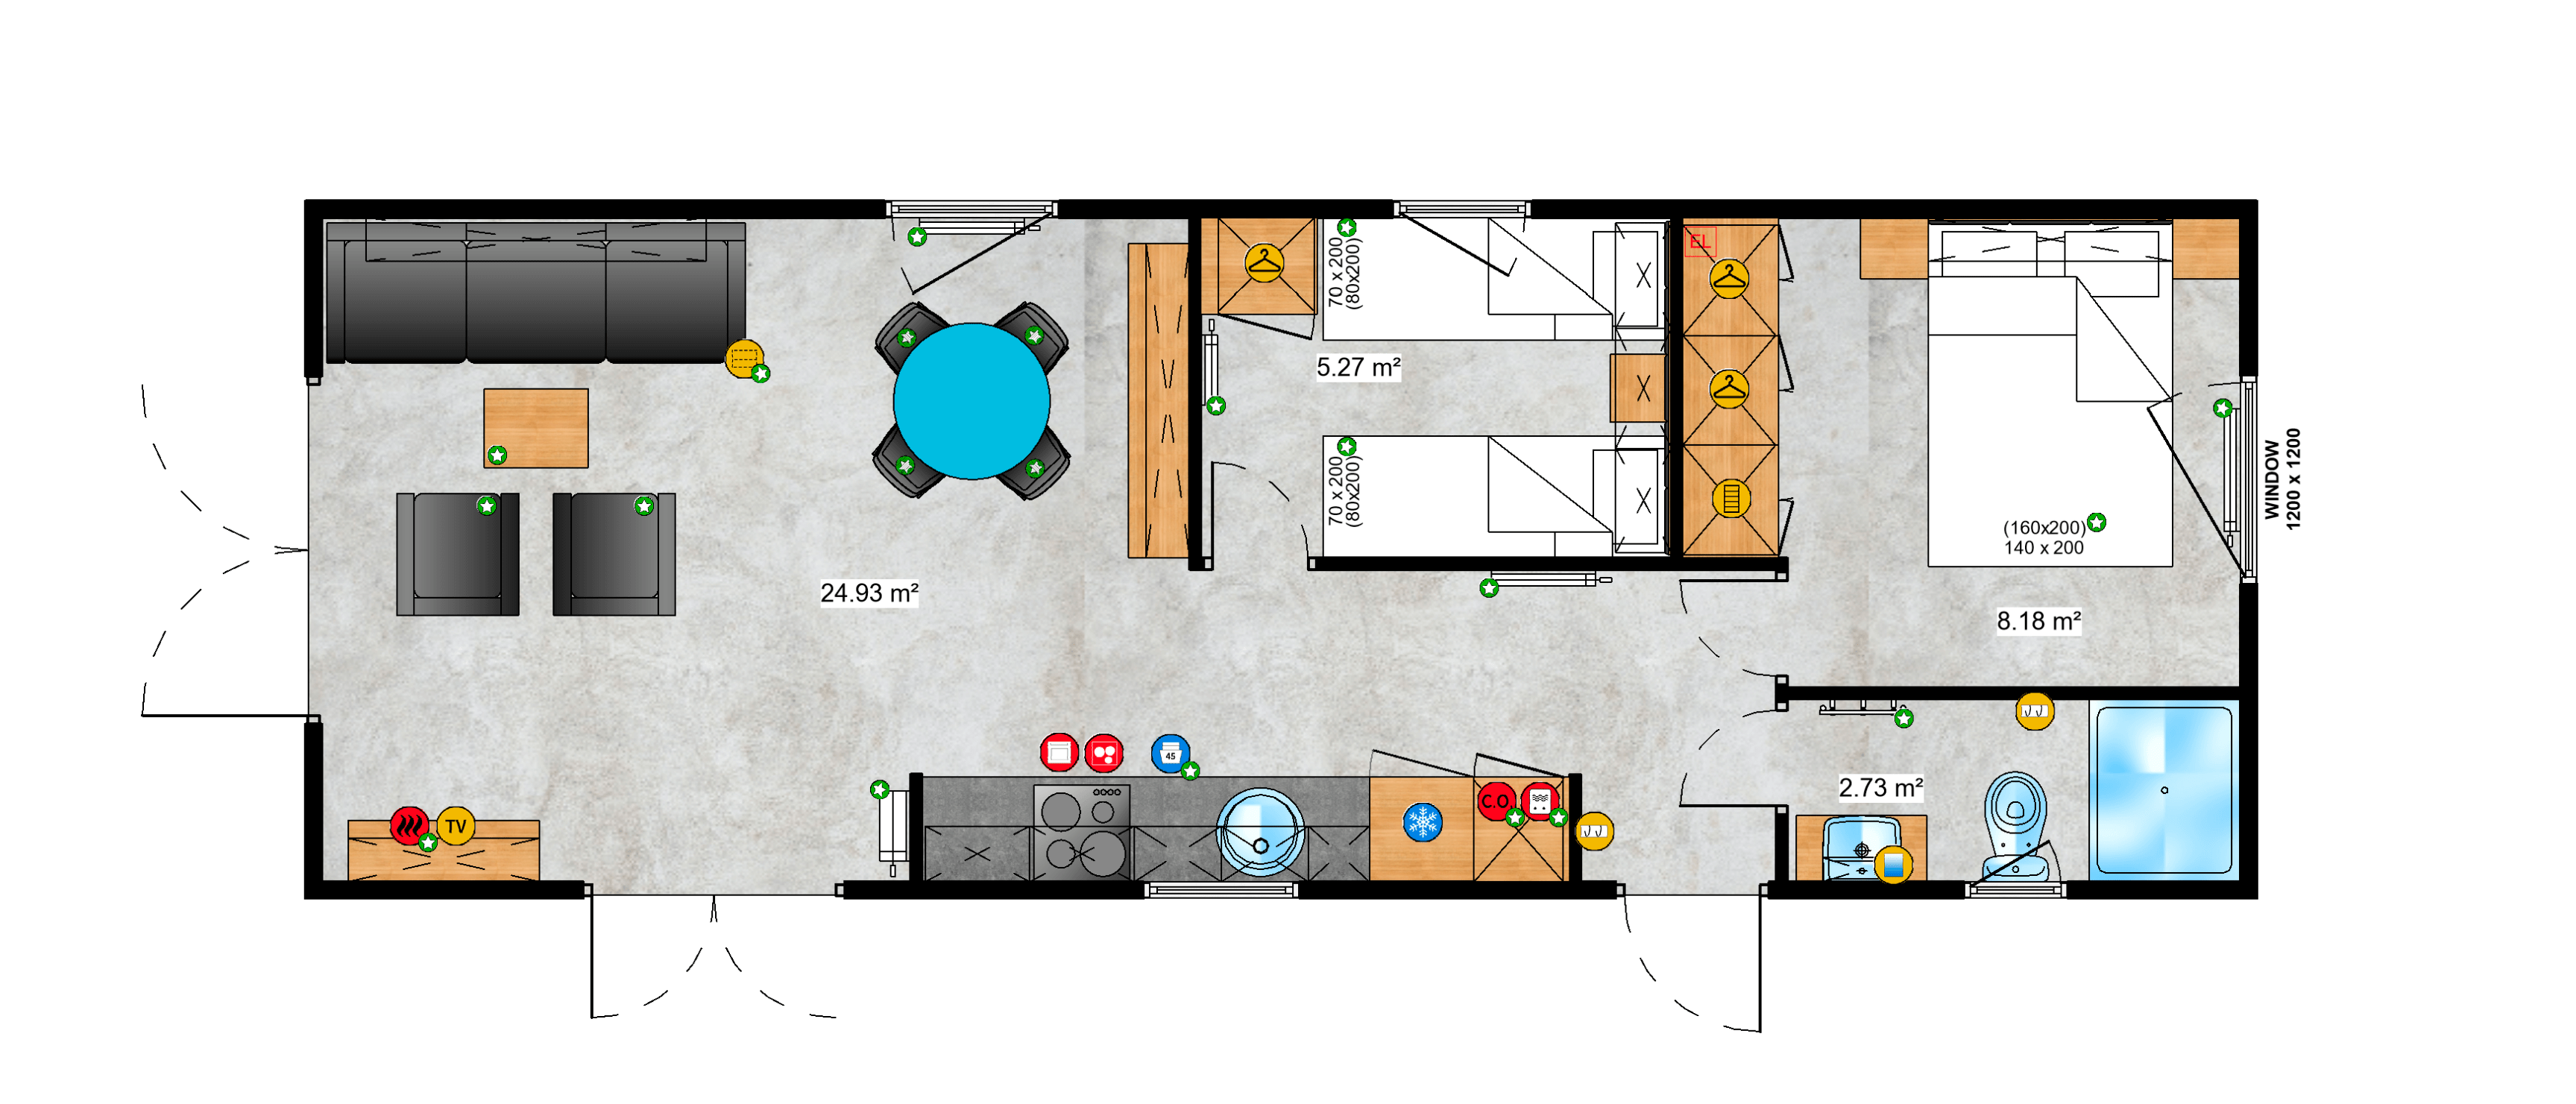 EL
70 x 200
(80x200)
5.27 m²
70 x 200
(80x200)
WINDOW
1200 x 1200
(160x200)
140 x 200
24.93 m²
8.18 m²
45
2.73 m²
C.O.
TV